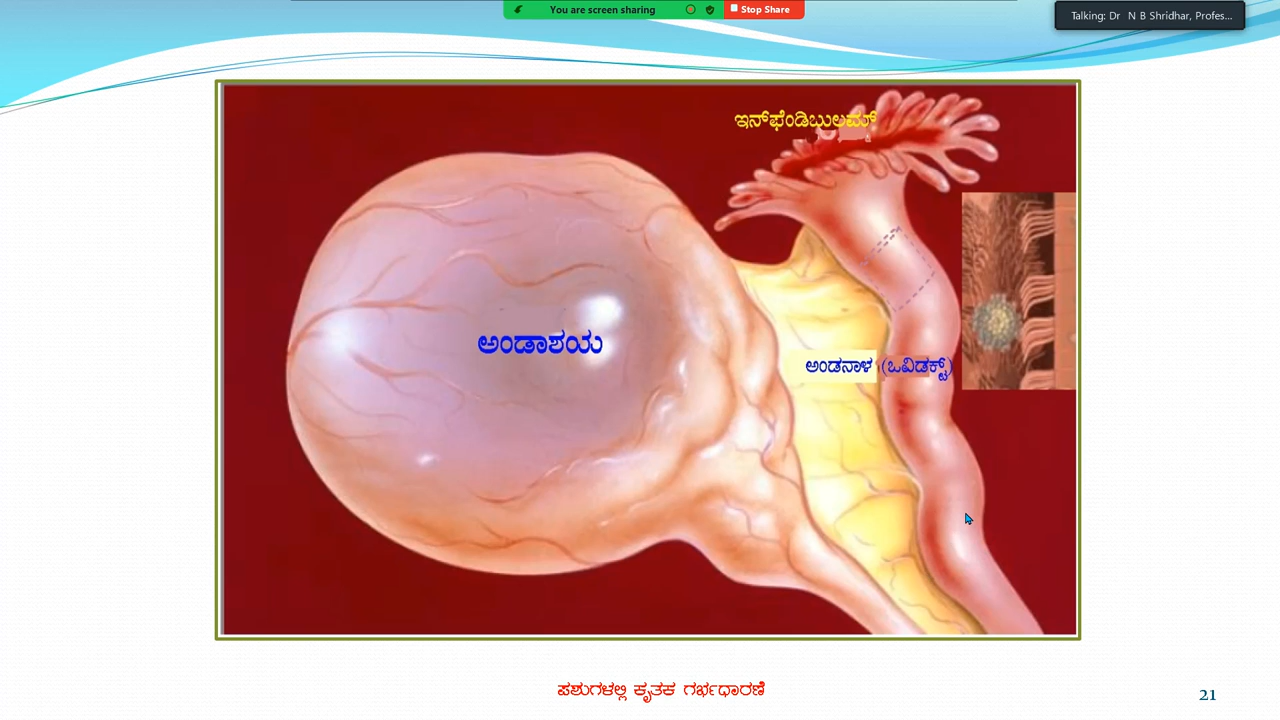 You are screen sharing
Stop Share
Talking: Dr N B Shridhar, Profes...
ಇನ್‌ಫೆಂಡಿಬುಲಮ್ಸ್
ಅಂಡಾಶಯ
ಅಂಡನಾಳ (ಒವಿಡಕ್ಟ್)
ಪಶುಗಳಲ್ಲಿ ಕೃತಕ ಗರ್ಭಧಾರಣೆ
21